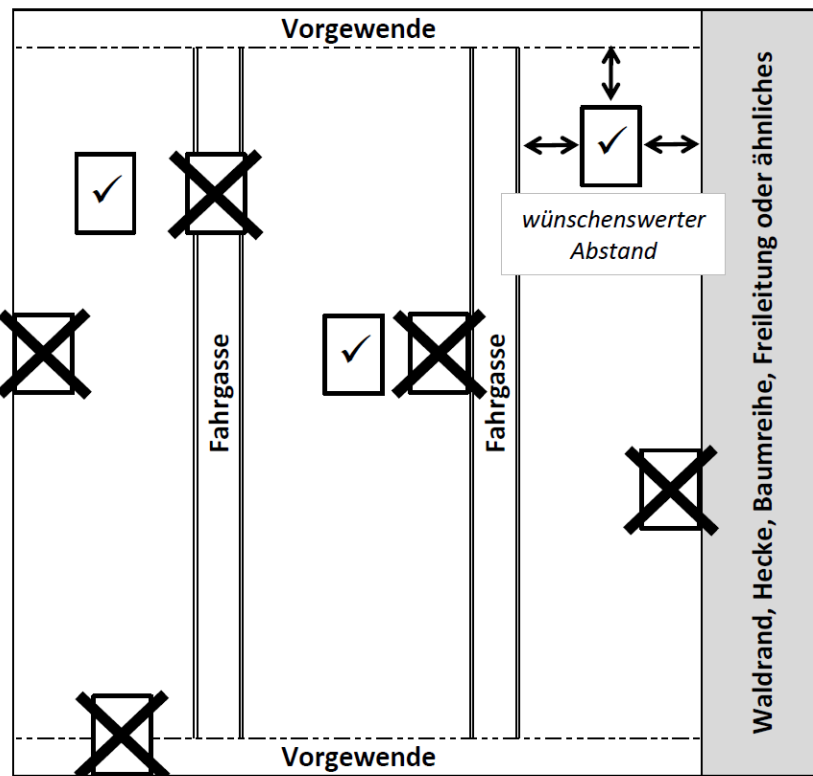 Vorgewende
✓
✓
wünschenswerter
Abstand
✓
Fahrgasse
Fahrgasse
Waldrand, Hecke, Baumreihe, Freileitung oder ähnliches
Vorgewende